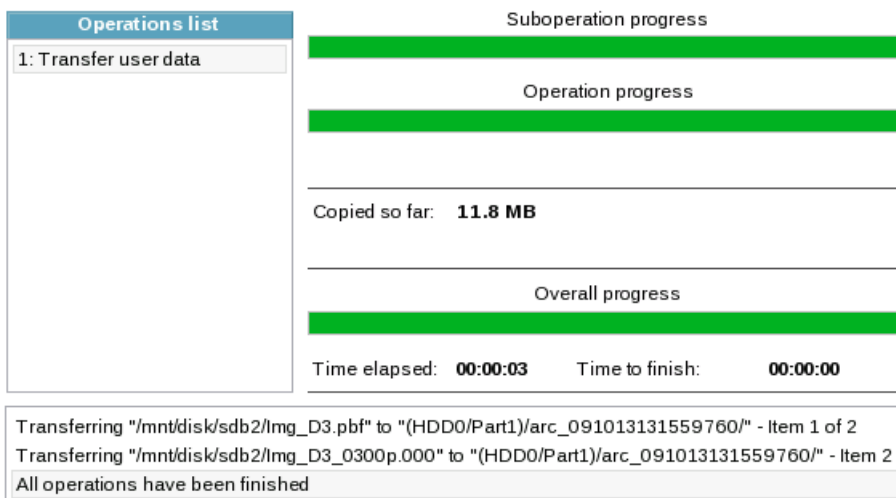 Operations list
1: Transfer user data
Suboperation progress
Operation progress
Copied so far: 11.8 MB
Overall progress
Time elapsed: 00:00:03 Time to finish: 00:00:00
Transferring "/mnt/disk/sdb2/Img_D3.pbf" to "(HDD0/Part1)/arc_091013131559760/" - Item 1 of 2
Transferring "/mnt/disk/sdb2/Img_D3_0300p.000" to "(HDD0/Part1)/arc_091013131559760/" - Item 2
All operations have been finished